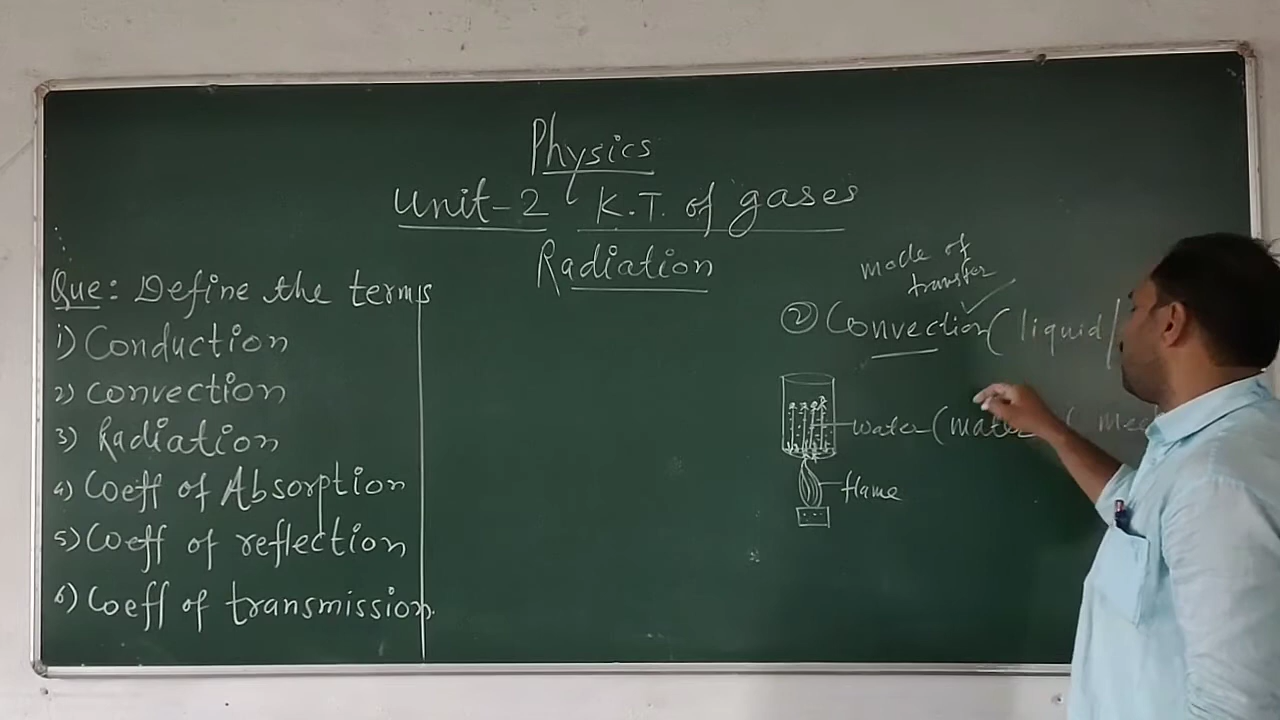 Physics
Unit-2 K.T. of gases
Radiation
Que: Define the terms
1) Conduction
2) Convection
3) Radiation
4) Coeff of Absorption
5) Coeff of reflection
6) Coeff of transmission.
mode of
transfer
② Convection (liquid/
water (
flame